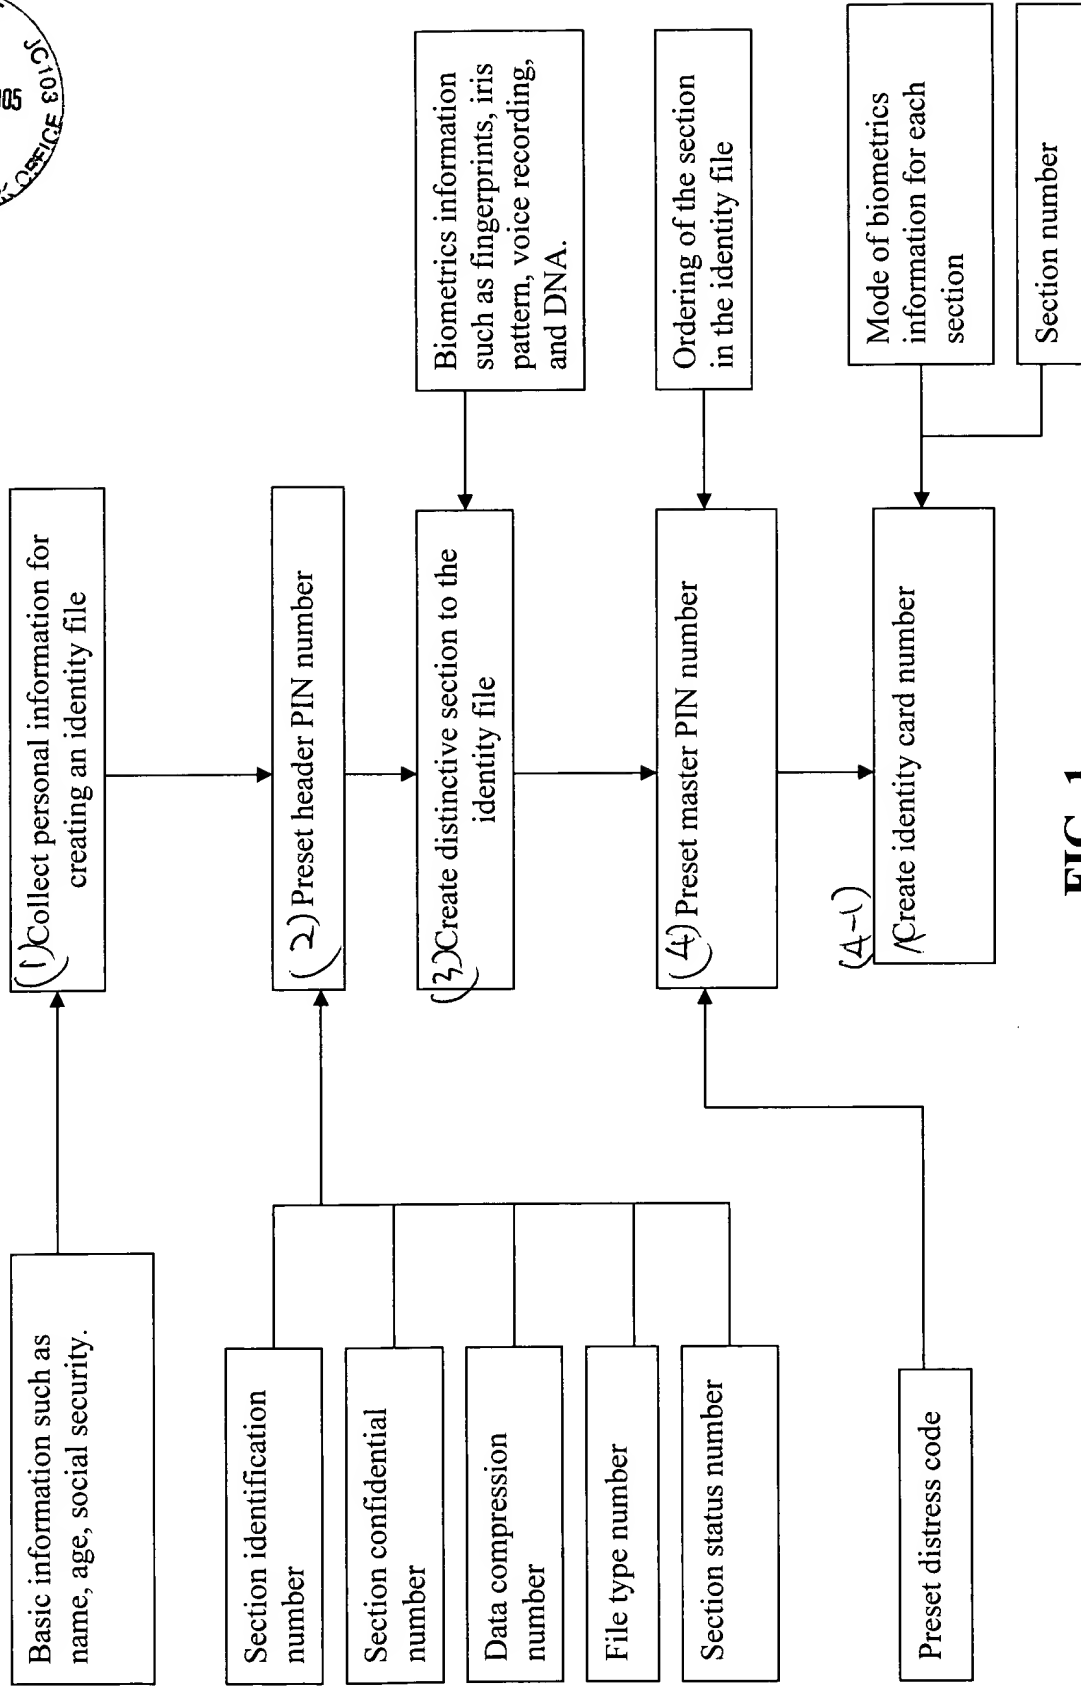 Basic information such as
name, age, social security.
(1) Collect personal information for
creating an identity file
Section identification
number
Section confidential
number
Data compression
number
File type number
Section status number
(2) Preset header PIN number
(3) Create distinctive section to the
identity file
Biometrics information
such as fingerprints, iris
pattern, voice recording,
and DNA.
Preset distress code
(4) Preset master PIN number
Ordering of the section
in the identity file
(4-1)
Create identity card number
Mode of biometrics
information for each
section
Section number
FIG. 1
JC103
OFFICE